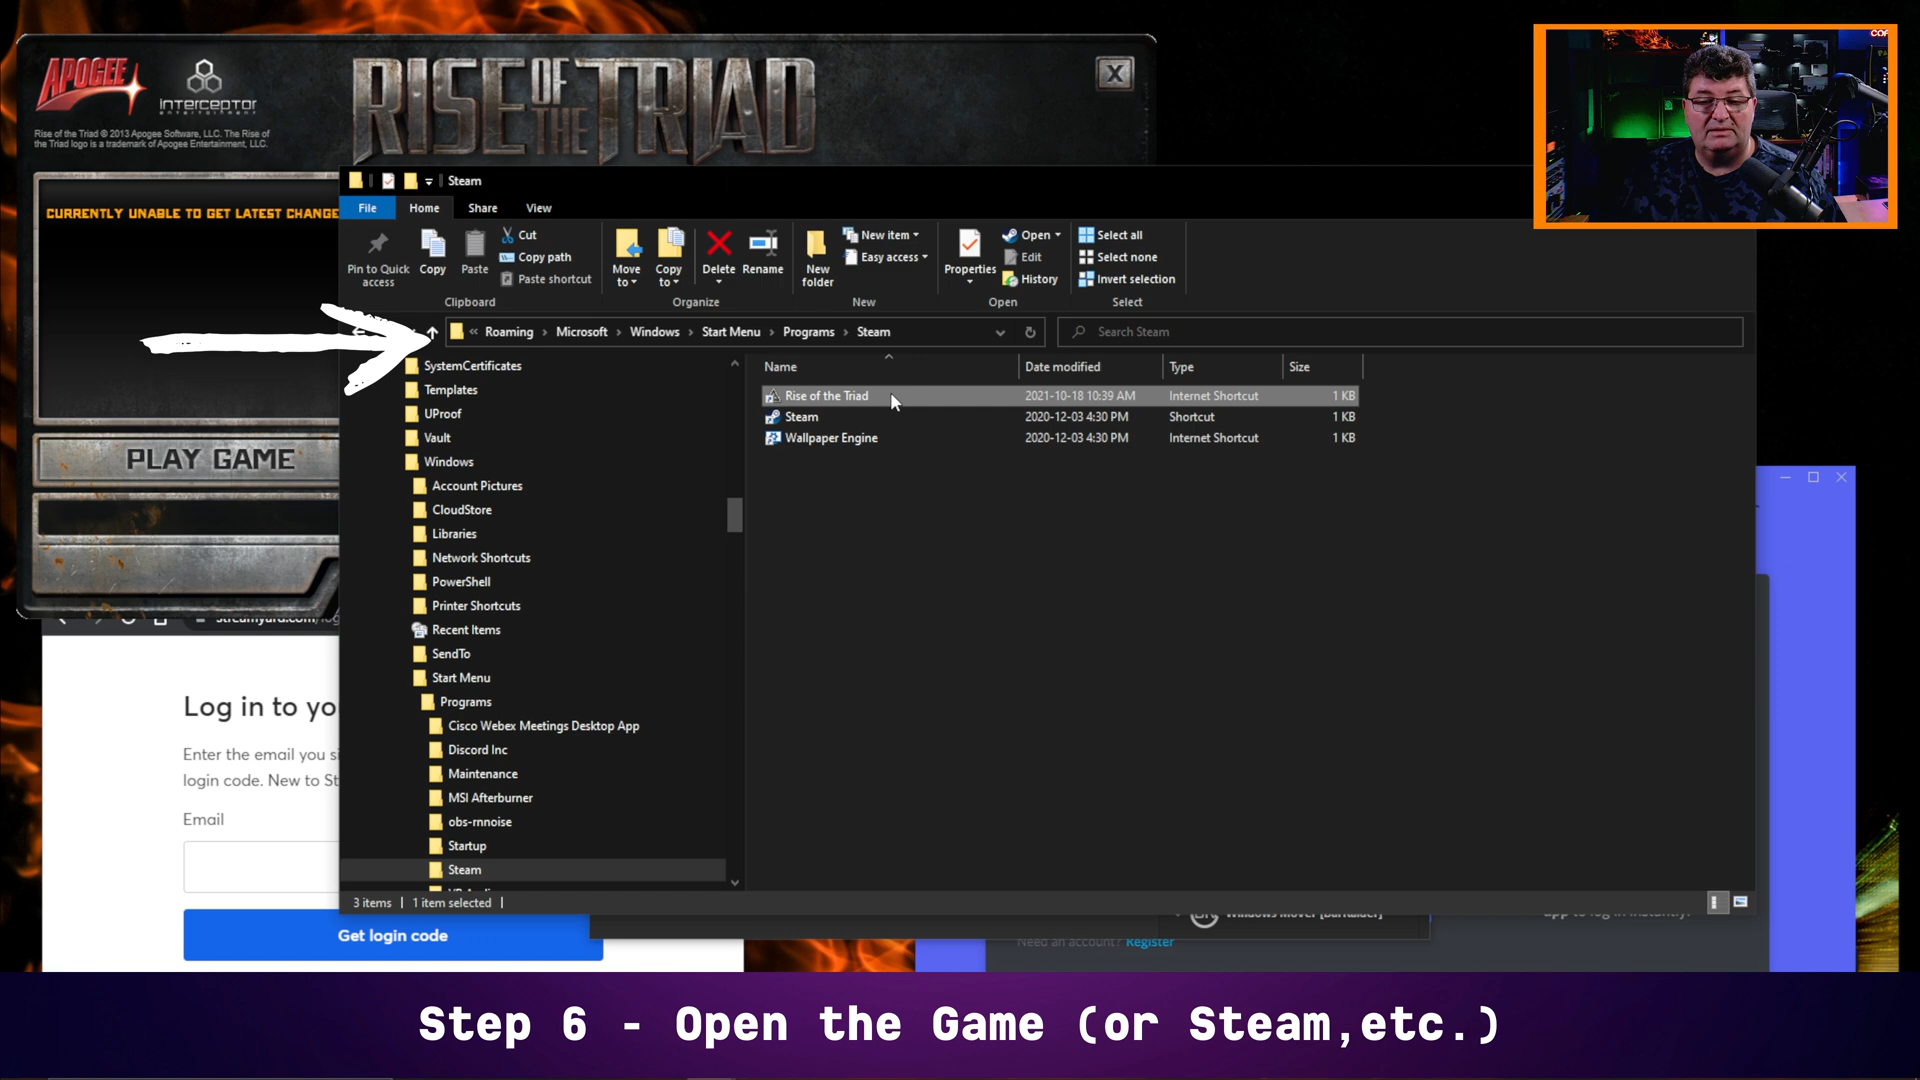 APOGEE
interceptor
entertainment
Rise of the Triad © 2013 Apogee Software, LLC. The Rise of
the Triad logo is a trademark of Apogee Entertainment, LLC.
RISE OF THE TRIAD
X
CURRENTLY UNABLE TO GET LATEST CHANGE
PLAY GAME
Steam
File Home Share View
Pin to Quick access
Copy
Paste
Cut
Copy path
Paste shortcut
Clipboard
Move to
Copy to
Delete
Rename
Organize
New folder
New item
Easy access
New
Properties
Open
Edit
History
Open
Select all
Select none
Invert selection
Select
« Roaming › Microsoft › Windows › Start Menu › Programs › Steam
Search Steam
SystemCertificates
Templates
UProof
Vault
Windows
Account Pictures
CloudStore
Libraries
Network Shortcuts
PowerShell
Printer Shortcuts
Recent Items
SendTo
Start Menu
Programs
Cisco Webex Meetings Desktop App
Discord Inc
Maintenance
MSI Afterburner
obs-rnnoise
Startup
Steam
Name Date modified Type Size
Rise of the Triad 2021-10-18 10:39 AM Internet Shortcut 1 KB
Steam 2020-12-03 4:30 PM Shortcut 1 KB
Wallpaper Engine 2020-12-03 4:30 PM Internet Shortcut 1 KB
3 items 1 item selected
streamyard.com/log
Log in to yo
Enter the email you si
login code. New to St
Email
Get login code
Need an account? Register
Step 6 - Open the Game (or Steam,etc.)